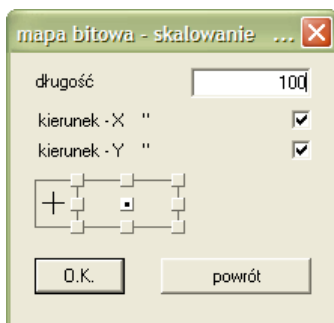 mapa bitowa - skalowanie ...
długość 100
kierunek - X "
kierunek - Y "
O.K. powrót